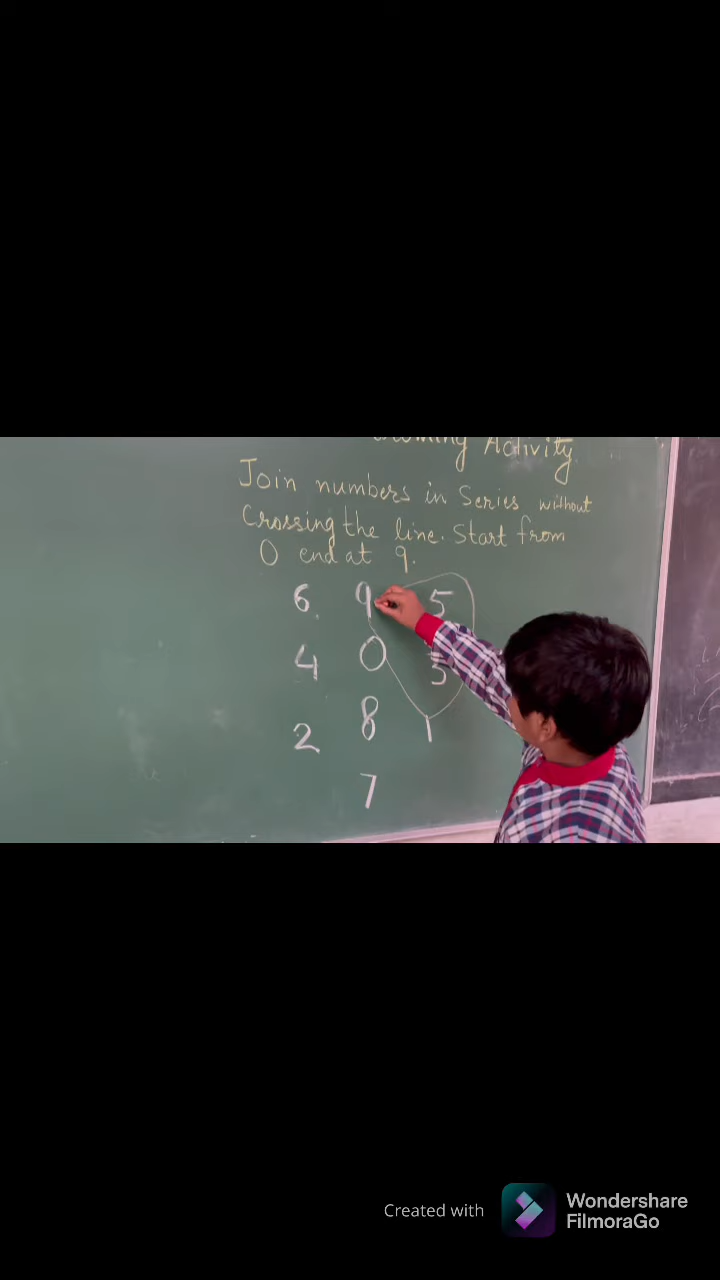 Activity
Join numbers in Series without
Crossing the line. Start from
0 end at 9.
6 9 5
4 0
2 8 1
7
Created with
Wondershare
FilmoraGo